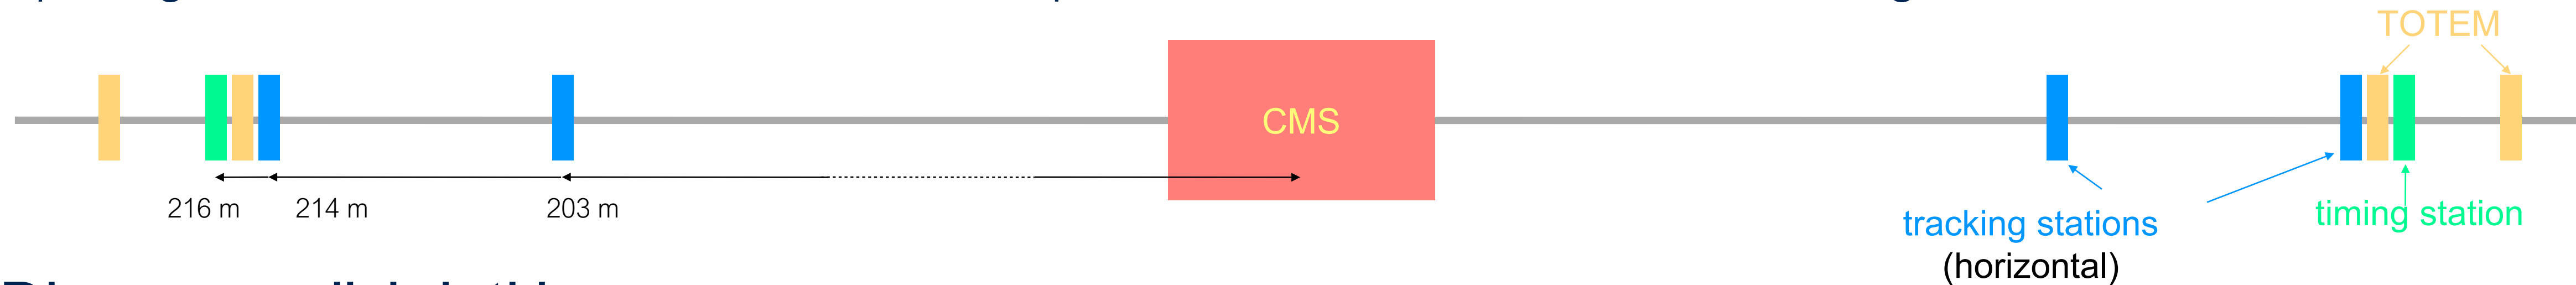 TOTEM
CMS
216 m
214 m
203 m
tracking stations
(horizontal)
timing station